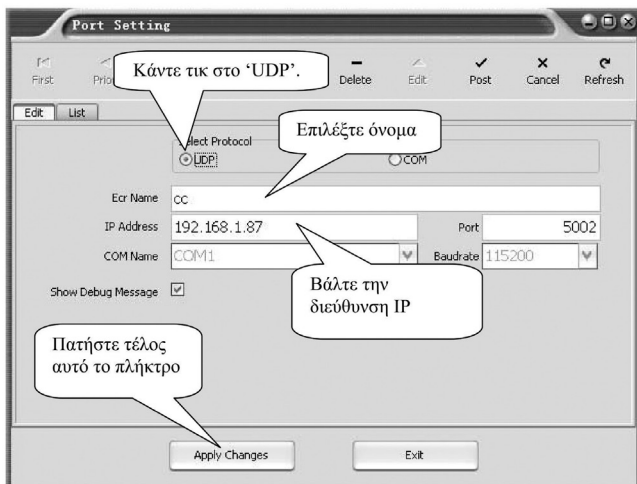 Port Setting
First
Prior
Delete
Edit
Post
Cancel
Refresh
Κάντε τικ στο ‘UDP’.
Edit
List
Επιλέξτε όνομα
Select Protocol
UDP
COM
Ecr Name
cc
IP Address
192.168.1.87
Port
5002
COM Name
COM1
Baudrate
115200
Βάλτε την
διεύθυνση IP
Show Debug Message
Πατήστε τέλος
αυτό το πλήκτρο
Apply Changes
Exit